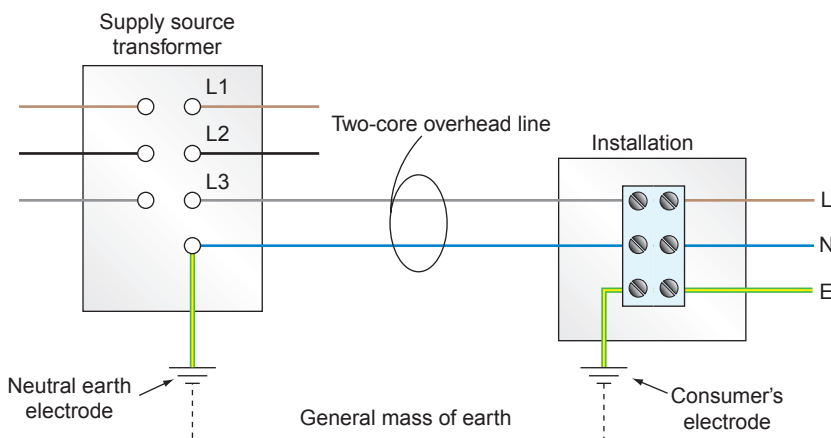 Supply source
transformer
L1
L2
L3
Two-core overhead line
Installation
L
N
E
Neutral earth
electrode
General mass of earth
Consumer's
electrode